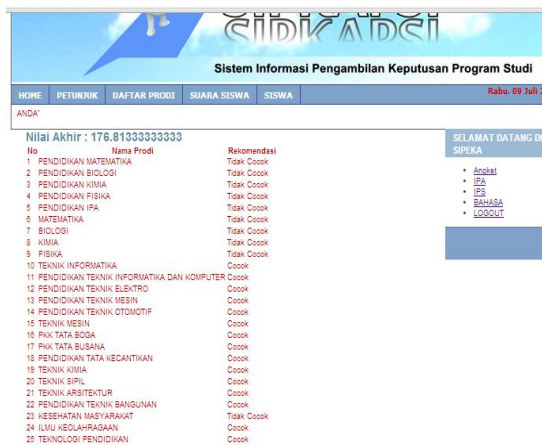 SIPKAPSI
Sistem Informasi Pengambilan Keputusan Program Studi
HOME PETUNJUK DAFTAR PRODI SUARA SISWA SISWA
Rabu, 09 Juli
ANDA"
Nilai Akhir : 176.81333333333
No Nama Prodi Rekomendasi
1 PENDIDIKAN MATEMATIKA Tidak Cocok
2 PENDIDIKAN BIOLOGI Tidak Cocok
3 PENDIDIKAN KIMIA Tidak Cocok
4 PENDIDIKAN FISIKA Tidak Cocok
5 PENDIDIKAN IPA Tidak Cocok
6 MATEMATIKA Tidak Cocok
7 BIOLOGI Tidak Cocok
8 KIMIA Tidak Cocok
9 FISIKA Tidak Cocok
10 TEKNIK INFORMATIKA Cocok
11 PENDIDIKAN TEKNIK INFORMATIKA DAN KOMPUTER Cocok
12 PENDIDIKAN TEKNIK ELEKTRO Cocok
13 PENDIDIKAN TEKNIK MESIN Cocok
14 PENDIDIKAN TEKNIK OTOMOTIF Cocok
15 TEKNIK MESIN Cocok
16 PKK TATA BOGA Cocok
17 PKK TATA BUSANA Cocok
18 PENDIDIKAN TATA KECANTIKAN Cocok
19 TEKNIK KIMIA Cocok
20 TEKNIK SIPIL Cocok
21 TEKNIK ARSITEKTUR Cocok
22 PENDIDIKAN TEKNIK BANGUNAN Cocok
23 KESEHATAN MASYARAKAT Tidak Cocok
24 ILMU KEOLAHRAGAAN Cocok
25 TEKNOLOGI PENDIDIKAN Cocok
SELAMAT DATANG DI
SIPEKA
Angket
IPA
IPS
BAHASA
LOGOUT